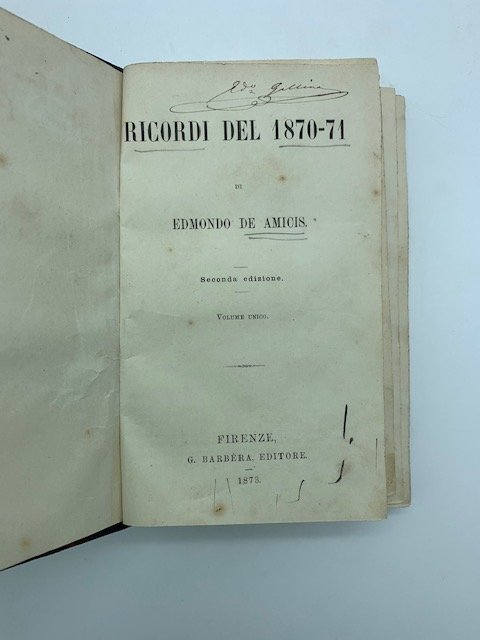 RICORDI DEL 1870-71
DI
EDMONDO DE AMICIS.
Seconda edizione.
VOLUME UNICO.
FIRENZE,
G. BARBÈRA, EDITORE.
1873.